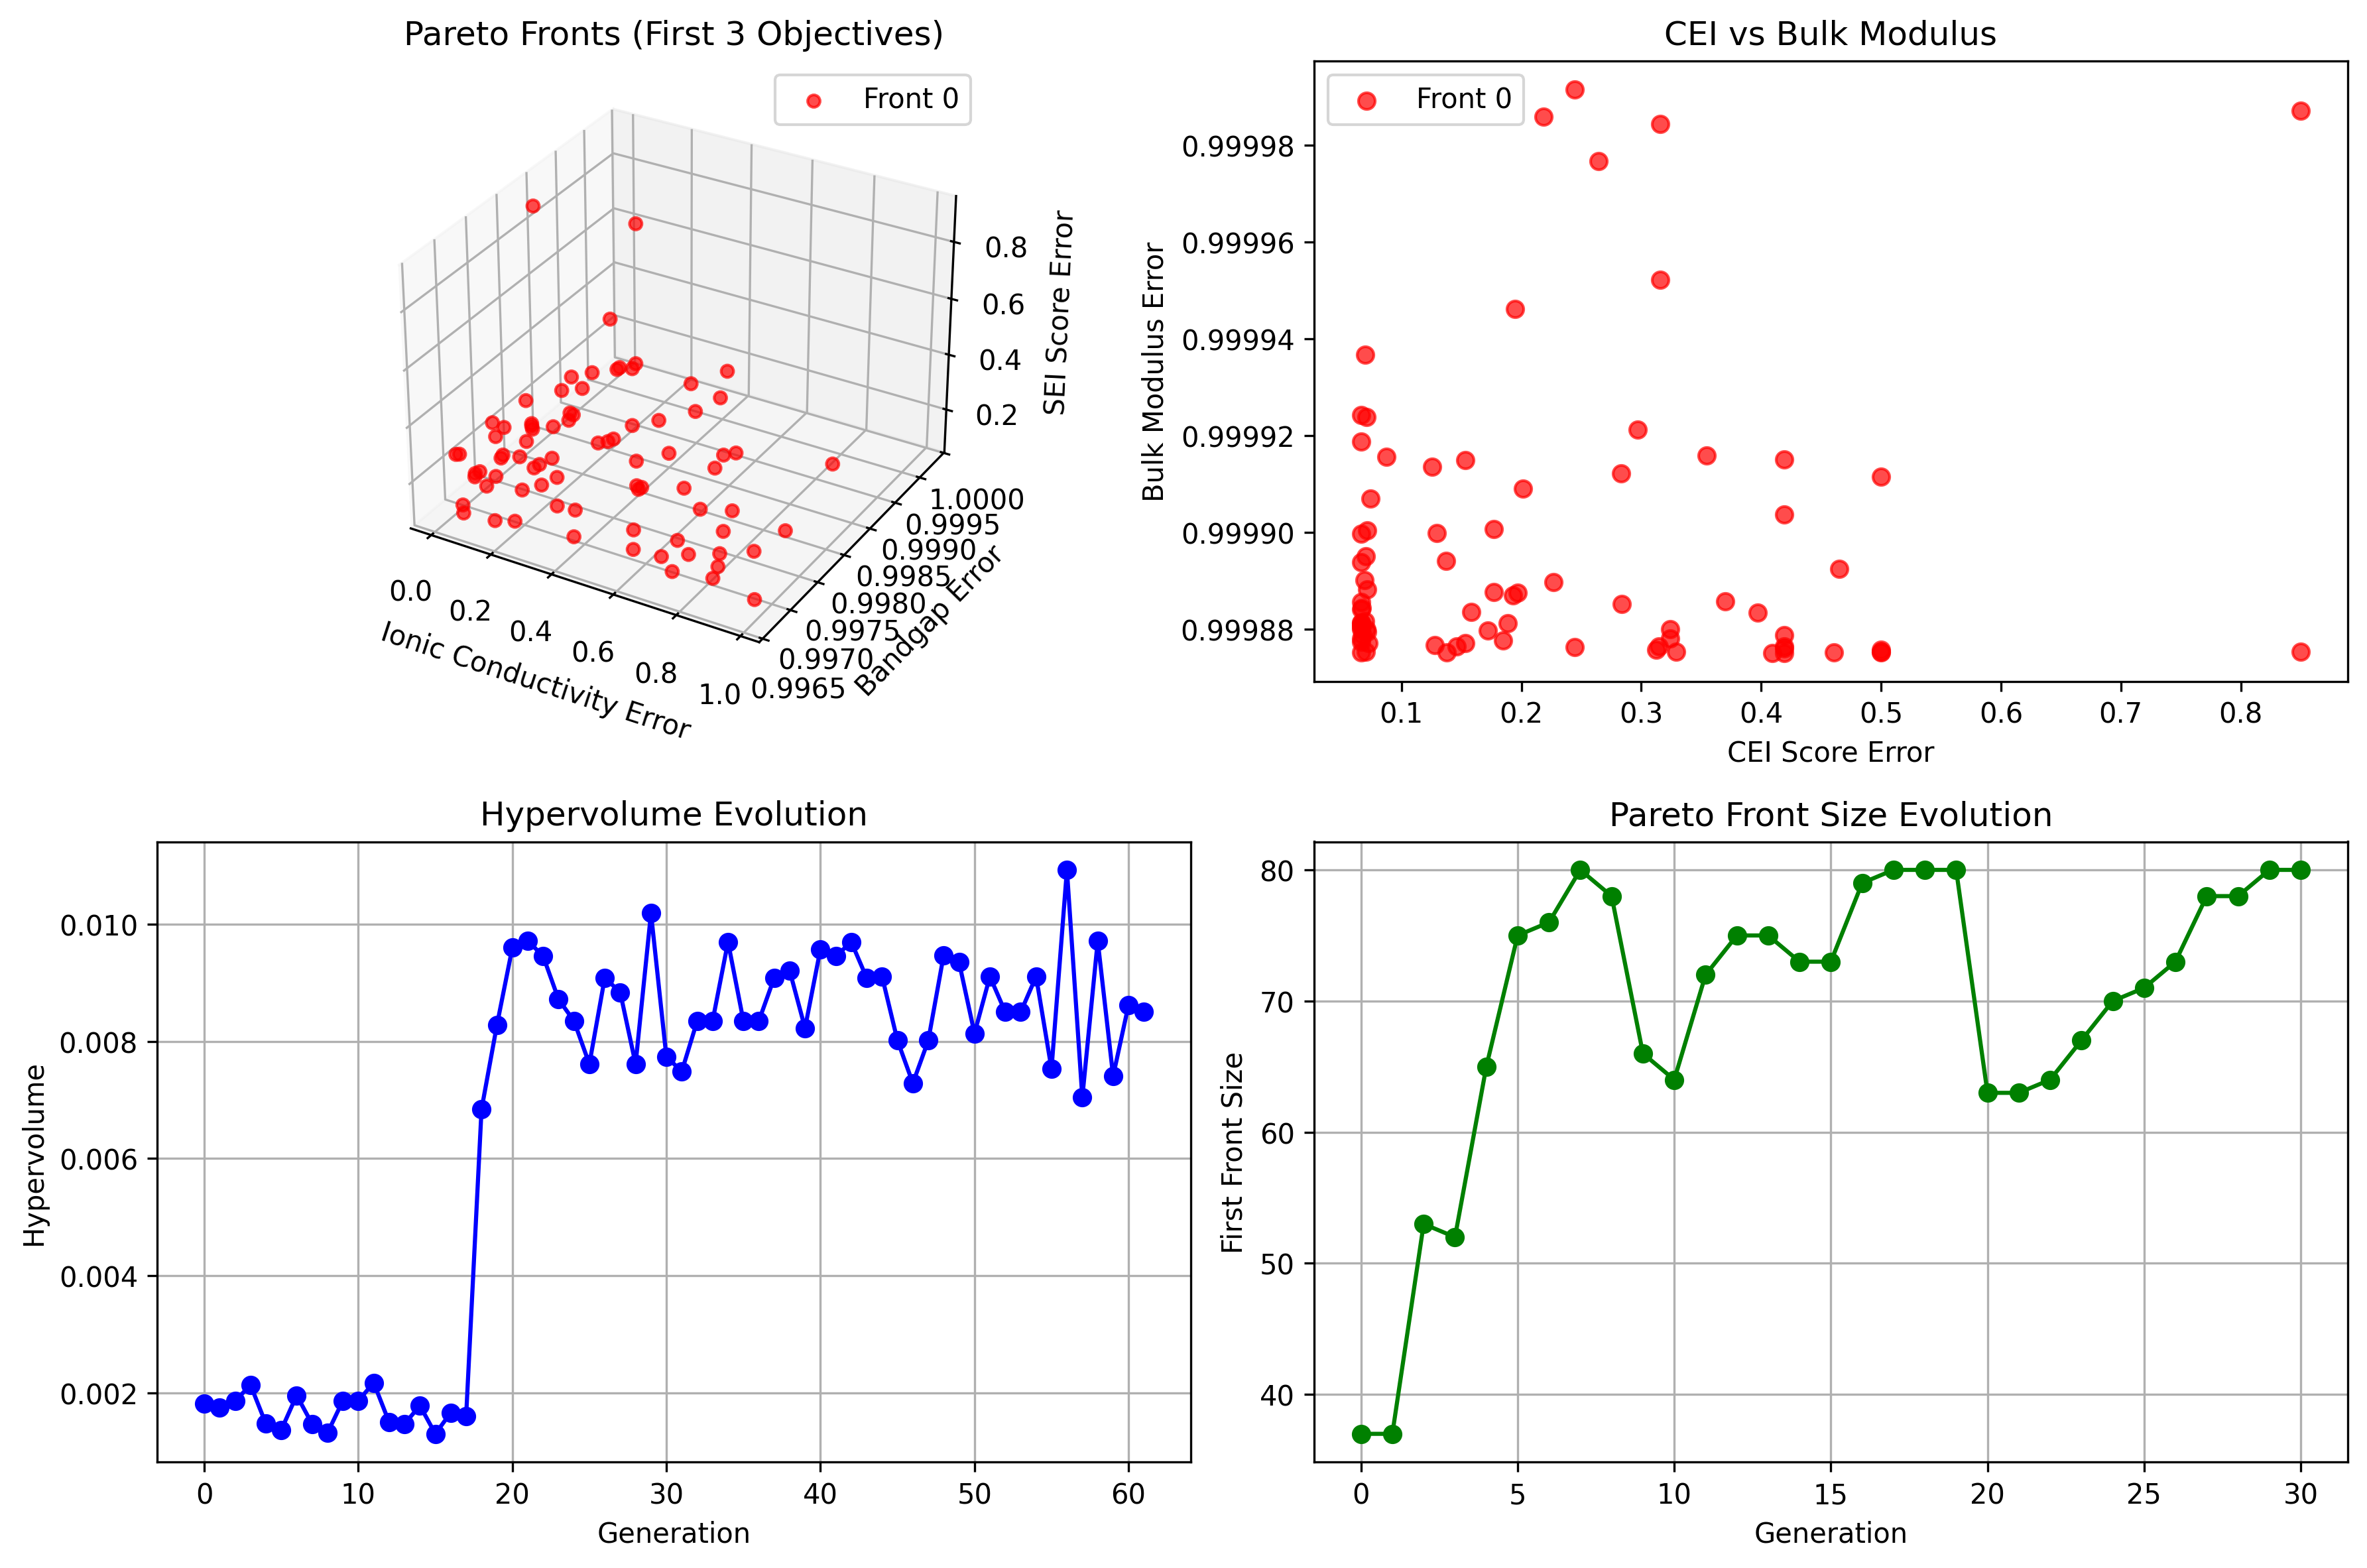 Pareto Fronts (First 3 Objectives)
Front 0
0.8
0.6
0.4
0.2
SEI Score Error
1.0000
0.9995
0.9990
0.9985
0.9980
0.9975
0.9970
0.9965
Bandgap Error
0.0
0.2
0.4
0.6
0.8
1.0
Ionic Conductivity Error
CEI vs Bulk Modulus
Front 0
0.99998
0.99996
0.99994
0.99992
0.99990
0.99988
Bulk Modulus Error
0.1 0.2 0.3 0.4 0.5 0.6 0.7 0.8
CEI Score Error
Hypervolume Evolution
0.010
0.008
0.006
0.004
0.002
Hypervolume
0 10 20 30 40 50 60
Generation
Pareto Front Size Evolution
80
70
60
50
40
First Front Size
0 5 10 15 20 25 30
Generation